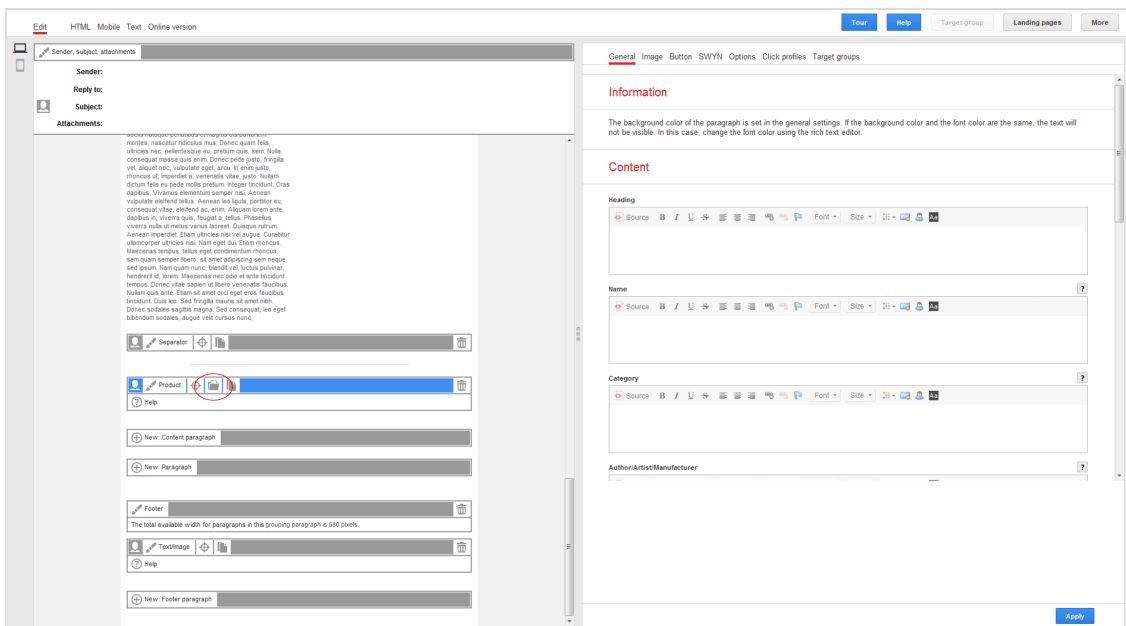 Edit HTML Mobile Text Online version
Tour Help Target group Landing pages More
Sender, subject, attachments
Sender:
Reply to:
Subject:
Attachments:
montes, nascetur ridiculus mus. Donec quam felis,
ultricies nec, pellentesque eu, pretium quis, sem. Nulla
consequat massa quis enim. Donec pede justo, fringilla
vel, aliquet nec, vulputate eget, arcu. In enim justo,
rhoncus ut, imperdiet a, venenatis vitae, justo. Nullam
dictum felis eu pede mollis pretium. Integer tincidunt. Cras
dapibus. Vivamus elementum semper nisi. Aenean
vulputate eleifend tellus. Aenean leo ligula, porttitor eu,
consequat vitae, eleifend ac, enim. Aliquam lorem ante,
dapibus in, viverra quis, feugiat a, tellus. Phasellus
viverra nulla ut metus varius laoreet. Quisque rutrum.
Aenean imperdiet. Etiam ultricies nisi vel augue. Curabitur
ullamcorper ultricies nisi. Nam eget dui. Etiam rhoncus.
Maecenas tempus, tellus eget condimentum rhoncus,
sem quam semper libero, sit amet adipiscing sem neque
sed ipsum. Nam quam nunc, blandit vel, luctus pulvinar,
hendrerit id, lorem. Maecenas nec odio et ante tincidunt
tempus. Donec vitae sapien ut libero venenatis faucibus.
Nullam quis ante. Etiam sit amet orci eget eros faucibus
tincidunt. Duis leo. Sed fringilla mauris sit amet nibh.
Donec sodales sagittis magna. Sed consequat, leo eget
bibendum sodales, augue velit cursus nunc,
Separator
Product
Help
New: Content paragraph
New: Paragraph
Footer
The total available width for paragraphs in this grouping paragraph is 580 pixels.
Text/Image
Help
New: Footer paragraph
General Image Button SWYN Options Click profiles Target groups
Information
The background color of the paragraph is set in the general settings. If the background color and the font color are the same, the text will
not be visible. In this case, change the font color using the rich text editor.
Content
Heading
Source B I U S Font Size Aa
Name ?
Source B I U S Font Size Aa
Category ?
Source B I U S Font Size Aa
Author/Artist/Manufacturer ?
Apply